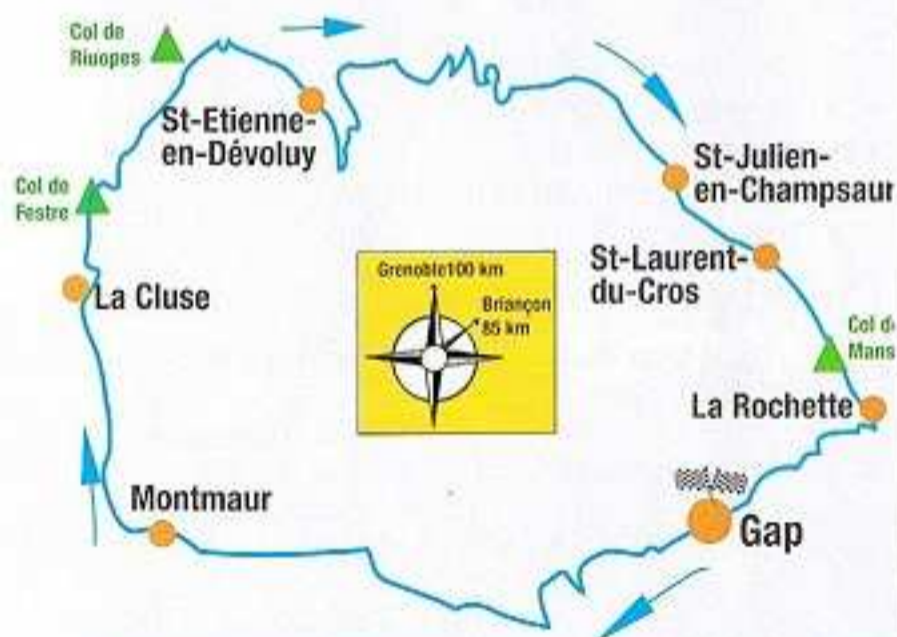 Col de
Riuopes
St-Etienne-
en-Dévoluy
St-Julien-
en-Champsaur
Col de
Festre
St-Laurent-
du-Cros
Grenoble100 km
Briançon
85 km
La Cluse
Col d
Mans
La Rochette
Montmaur
Gap